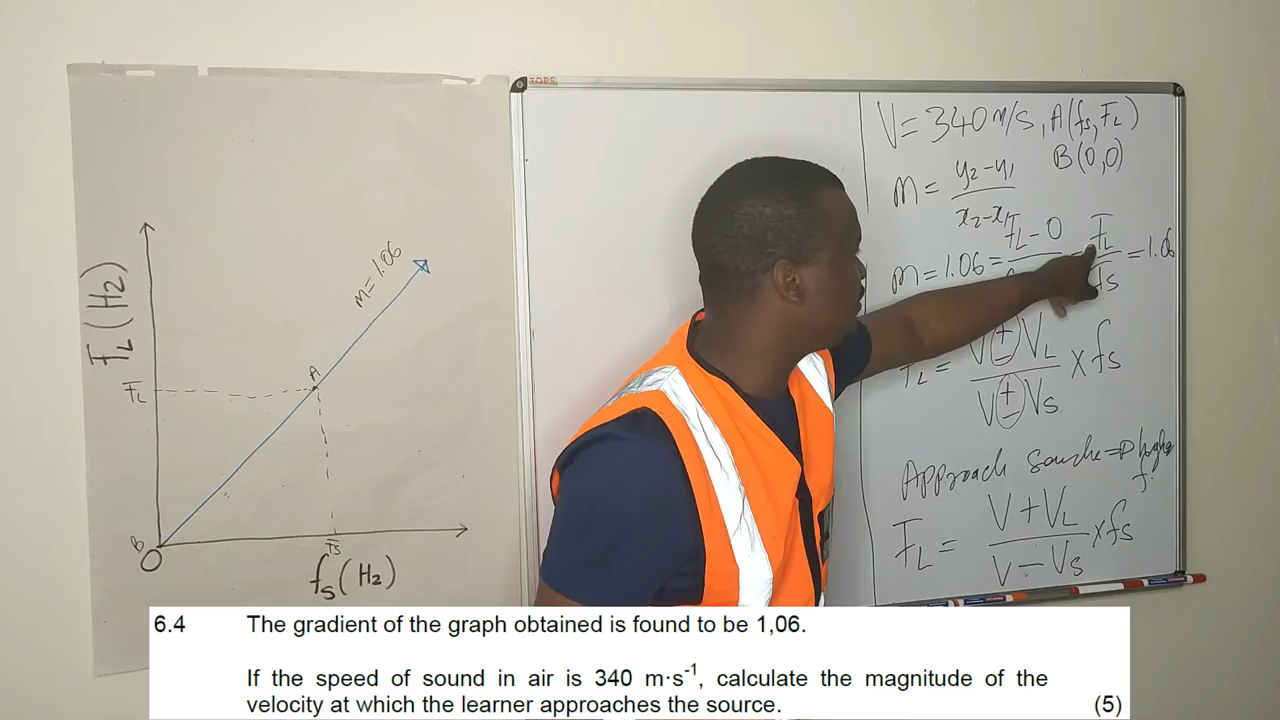 TOPS
V = 340 m/s, A(fs, FL)
B(0,0)
m = y2-y1
x2-x1
m = 1.06 = FL-0 = FL = 1.06
fs
FL = V(±)VL
V(±)VS
x fs
Approach source => higher
f.
FL = V+VL
V-VS
x fs
m=1.06
FL (Hz)
FL
A
B
O
fs
fs (Hz)
6.4 The gradient of the graph obtained is found to be 1,06.
If the speed of sound in air is 340 m·s-1, calculate the magnitude of the
velocity at which the learner approaches the source. (5)